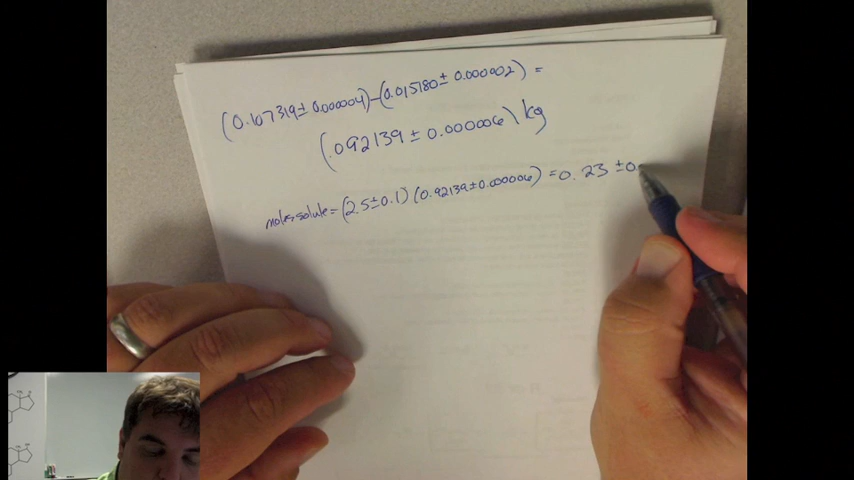 (0.107319 ± 0.000004) - (0.015180 ± 0.000002) =
(.092139 ± 0.000006) kg
moles solute = (2.5 ± 0.1) (0.92139 ± 0.000006) = 0.23 ± 0.